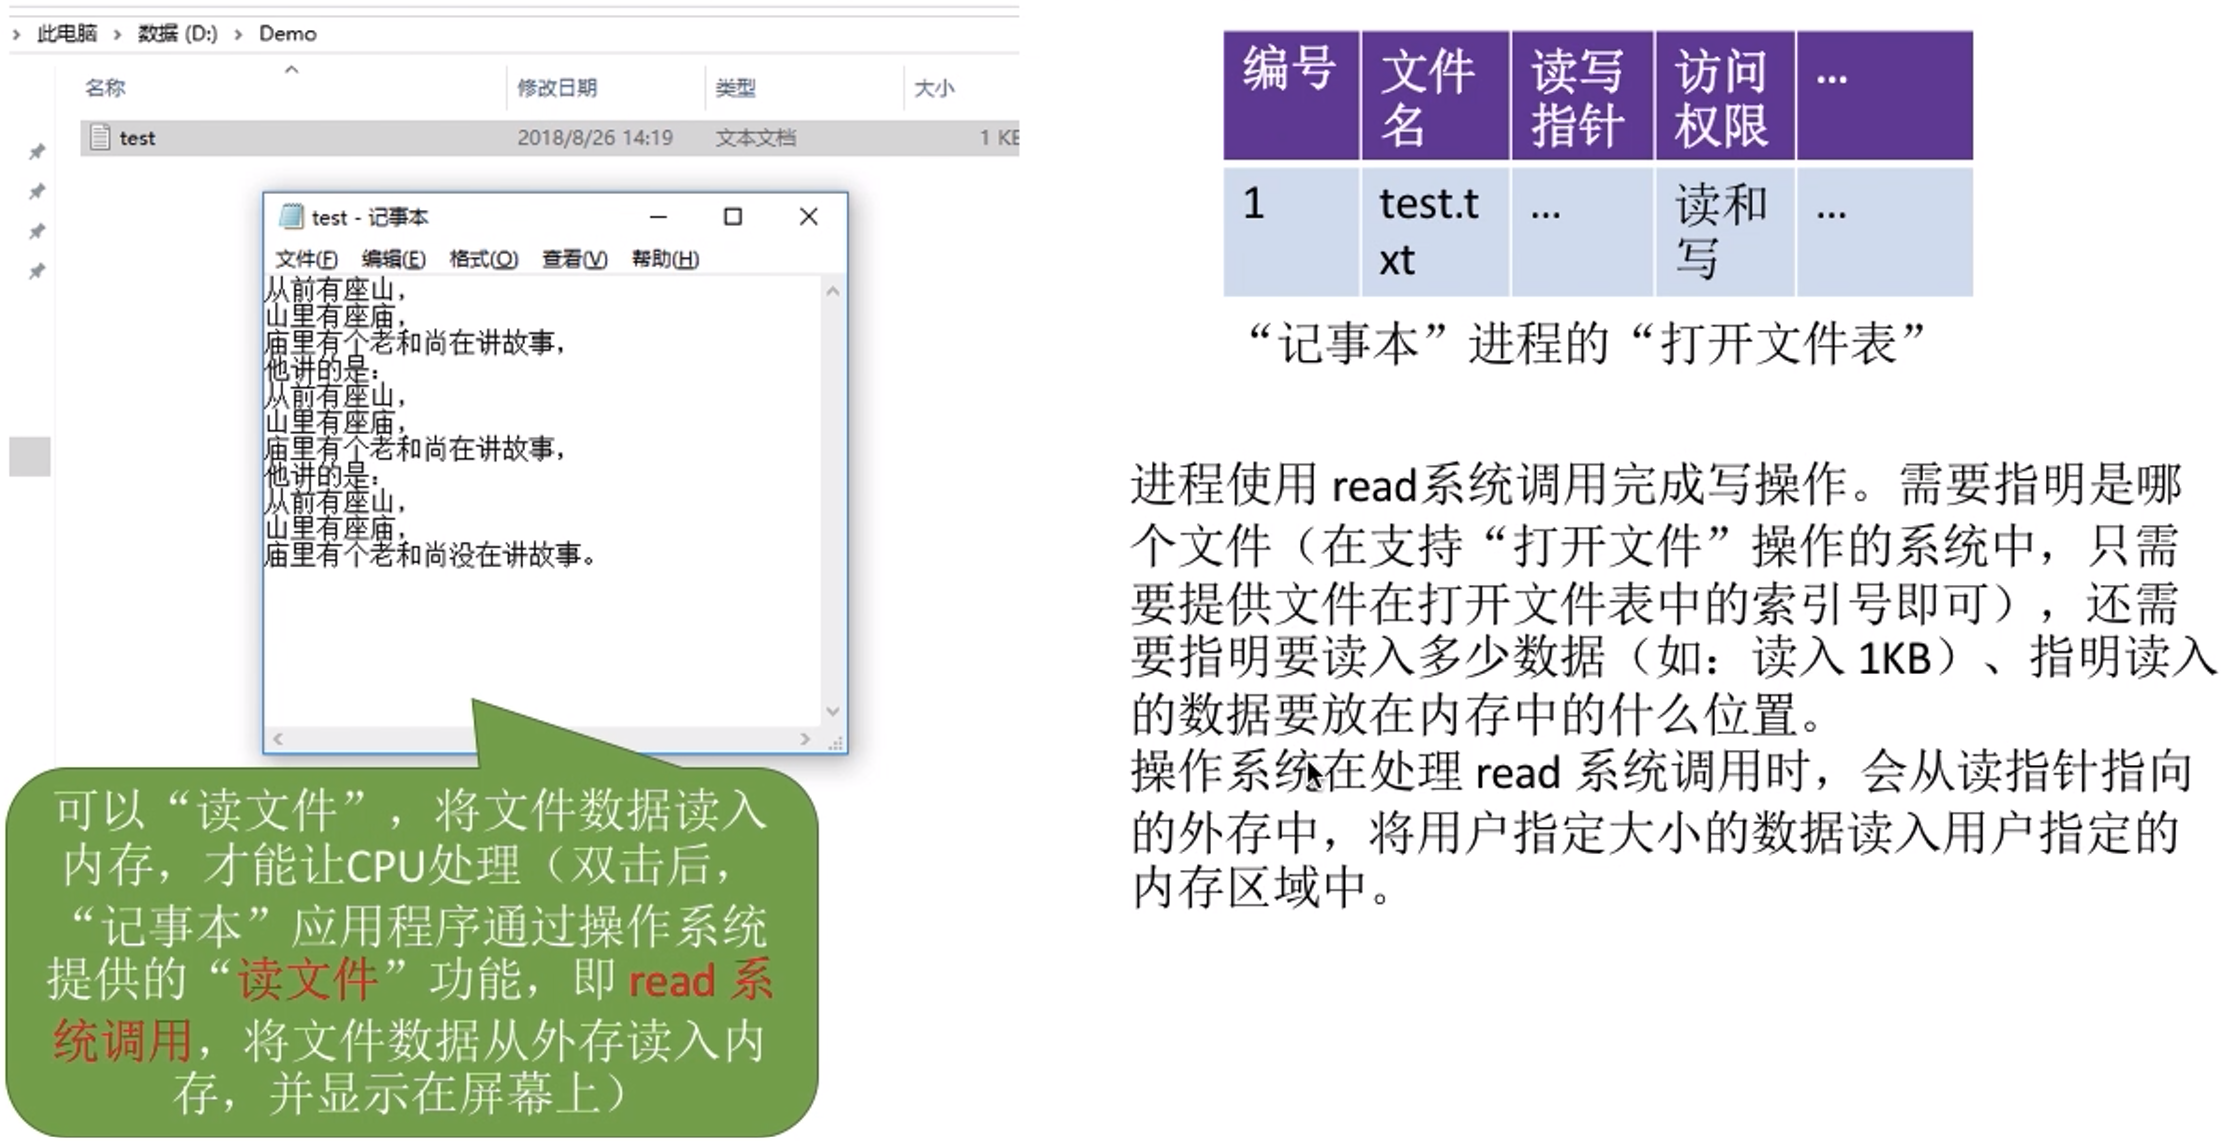 此电脑 > 数据 (D:) > Demo
名称 修改日期 类型 大小
test 2018/8/26 14:19 文本文档 1 KB
test - 记事本
文件(F) 编辑(E) 格式(O) 查看(V) 帮助(H)
从前有座山，
山里有座庙，
庙里有个老和尚在讲故事，
他讲的是：
从前有座山，
山里有座庙，
庙里有个老和尚在讲故事，
他讲的是：
从前有座山，
山里有座庙，
庙里有个老和尚没在讲故事。
可以“读文件”，将文件数据读入
内存，才能让CPU处理（双击后，
“记事本”应用程序通过操作系统
提供的“读文件”功能，即 read 系
统调用，将文件数据从外存读入内
存，并显示在屏幕上）
编号 文件 读写 访问 ...
名 指针 权限
1 test.t ... 读和 ...
xt 写
“记事本”进程的“打开文件表”
进程使用 read系统调用完成写操作。需要指明是哪
个文件（在支持“打开文件”操作的系统中，只需
要提供文件在打开文件表中的索引号即可），还需
要指明要读入多少数据（如：读入 1KB）、指明读入
的数据要放在内存中的什么位置。
操作系统在处理 read 系统调用时，会从读指针指向
的外存中，将用户指定大小的数据读入用户指定的
内存区域中。